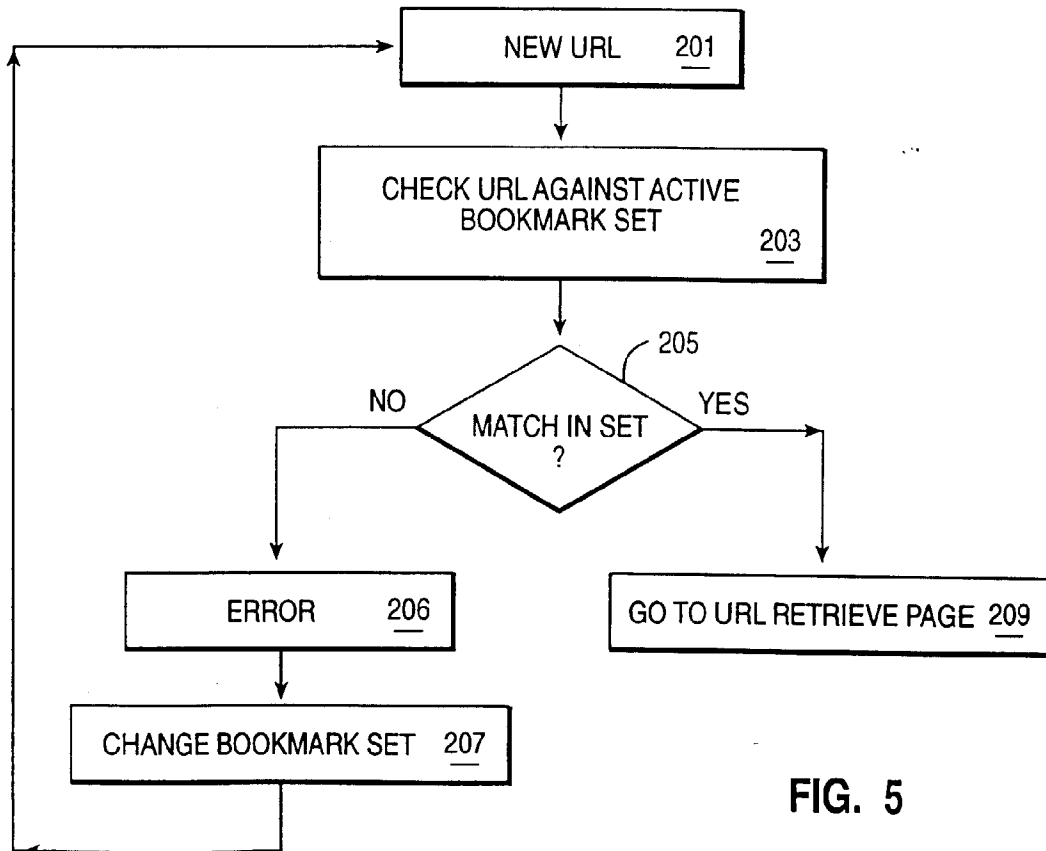 NEW URL 201
CHECK URL AGAINST ACTIVE
BOOKMARK SET
203
205
NO
YES
MATCH IN SET
?
ERROR 206
GO TO URL RETRIEVE PAGE 209
CHANGE BOOKMARK SET 207
FIG. 5